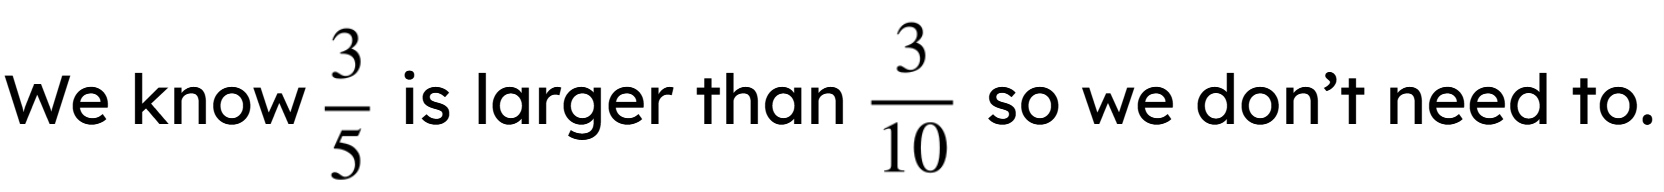 We know 3/5 is larger than 3/10 so we don’t need to.